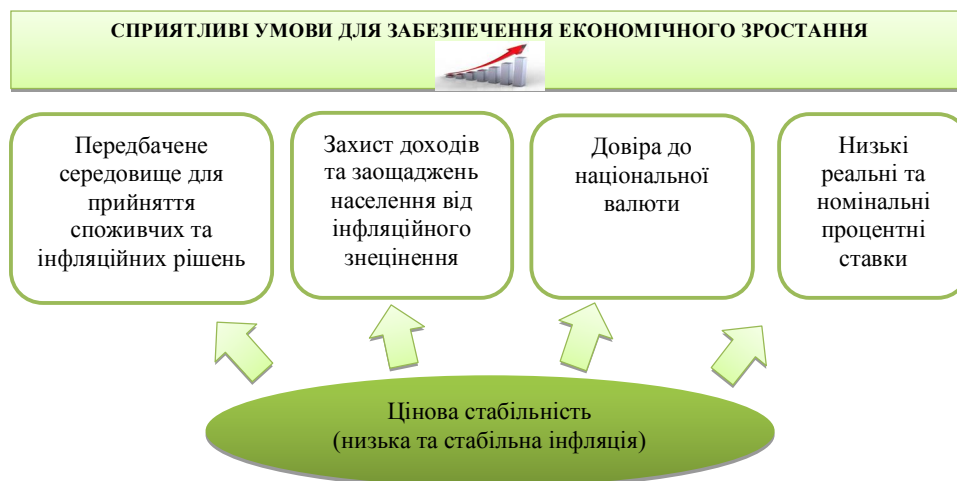 СПРИЯТЛИВІ УМОВИ ДЛЯ ЗАБЕЗПЕЧЕННЯ ЕКОНОМІЧНОГО ЗРОСТАННЯ
Передбачене
середовище для
прийняття
споживчих та
інфляційних рішень
Захист доходів
та заощаджень
населення від
інфляційного
знецінення
Довіра до
національної
валюти
Низькі
реальні та
номінальні
процентні
ставки
Цінова стабільність
(низька та стабільна інфляція)